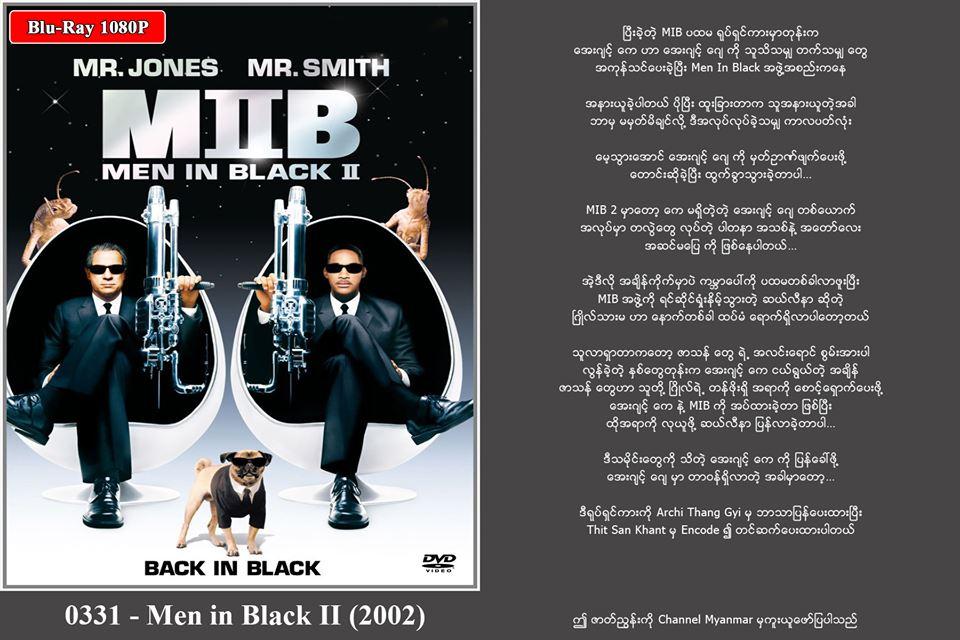 Blu-Ray 1080P
MR. JONES MR. SMITH
MIIB
MEN IN BLACK II
BACK IN BLACK
DVD
VIDEO
0331 - Men in Black II (2002)
ပြီးခဲ့တဲ့ MIB ပထမ ရုပ်ရှင်ကားမှာတုန်းက
အေးဂျင့် ကေ ဟာ အေးဂျင့် ဂျေ ကို သူသိသမျှ တက်သမျှ တွေ
အကုန်သင်ပေးခဲ့ပြီး Men In Black အဖွဲ့အစည်းကနေ
အနားယူခဲ့ပါတယ် ပိုပြီး ထူးခြားတာက သူအနားယူတဲ့အခါ
ဘာမှ မမှတ်မိချင်လို့ ဒီအလုပ်လုပ်ခဲ့သမျှ ကာလပတ်လုံး
မေ့သွားအောင် အေးဂျင့် ဂျေ ကို မှတ်ဉာဏ်ဖျက်ပေးဖို့
တောင်းဆိုခဲ့ပြီး ထွက်ခွာသွားခဲ့တာပါ...
MIB 2 မှာတော့ ကေ မရှိတဲ့တဲ့ အေးဂျင့် ဂျေ တစ်ယောက်
အလုပ်မှာ တလွဲတွေ လုပ်တဲ့ ပါတနာ အသစ်နဲ့ အတော်လေး
အဆင်မပြေ ကို ဖြစ်နေပါတယ်...
အဲ့ဒီလို အချိန်ကိုက်မှာပဲ ကမ္ဘာပေါ်ကို ပထမတစ်ခါလာဖူးပြီး
MIB အဖွဲ့ကို ရင်ဆိုင်ရှုံးနိမ့်သွားတဲ့ ဆယ်လီနာ ဆိုတဲ့
ဂြိုလ်သားမ ဟာ နောက်တစ်ခါ ထပ်မံ ရောက်ရှိလာပါတော့တယ်
သူလာရှာတာကတော့ ဇာသန် တွေ ရဲ့ အလင်းရောင် စွမ်းအားပါ
လွန်ခဲ့တဲ့ နှစ်တွေတုန်းက အေးဂျင့် ကေ ငယ်ရွယ်တဲ့ အချိန်
ဇာသန် တွေဟာ သူတို့ ဂြိုလ်ရဲ့ တန်ဖိုးရှိ အရာကို စောင့်ရှောက်ပေးဖို့
အေးဂျင့် ကေ နဲ့ MIB ကို အပ်ထားခဲ့တာ ဖြစ်ပြီး
ထိုအရာကို လုယူဖို့ ဆယ်လီနာ ပြန်လာခဲ့တာပါ...
ဒီသမိုင်းတွေကို သိတဲ့ အေးဂျင့် ကေ ကို ပြန်ခေါ်ဖို့
အေးဂျင့် ဂျေ မှာ တာဝန်ရှိလာတဲ့ အခါမှာတော့...
ဒီရုပ်ရှင်ကားကို Archi Thang Gyi မှ ဘာသာပြန်ပေးထားပြီး
Thit San Khant မှ Encode ၍ တင်ဆက်ပေးထားပါတယ်
ဤ ဇာတ်ညွှန်းကို Channel Myanmar မှကူးယူဖော်ပြပါသည်